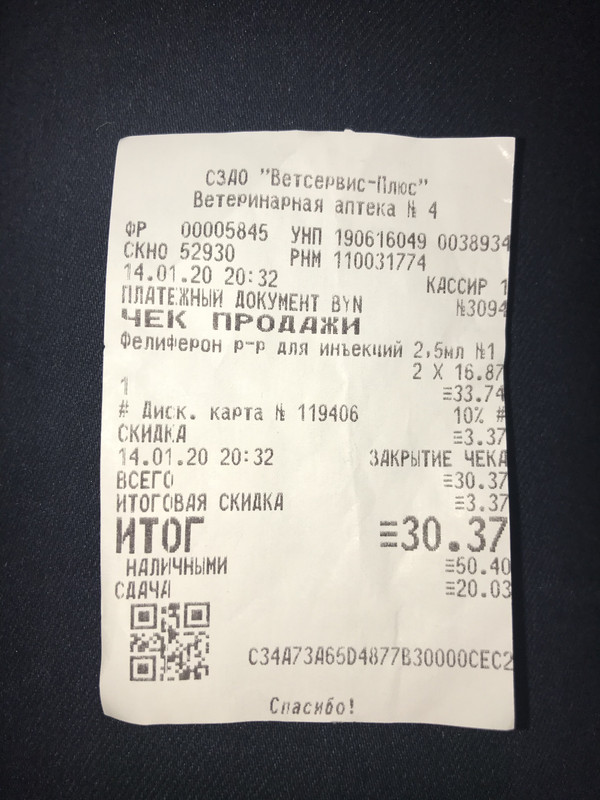 СЗАО "Ветсервис-Плюс"
Ветеринарная аптека № 4
ФР 00005845 УНП 190616049 0038934
СКНО 52930 РНМ 110031774
14.01.20 20:32 КАССИР 1
ПЛАТЕЖНЫЙ ДОКУМЕНТ BYN №3094
ЧЕК ПРОДАЖИ
Фелиферон р-р для инъекций 2,5мл №1
2 X 16.87
1 ≡33.74
# Диск. карта № 119406 10% #
СКИДКА ≡3.37
14.01.20 20:32 ЗАКРЫТИЕ ЧЕКА
ВСЕГО ≡30.37
ИТОГОВАЯ СКИДКА ≡3.37
ИТОГ ≡30.37
НАЛИЧНЫМИ ≡50.40
СДАЧА ≡20.03
C34A73A65D4877B30000CEC2
Спасибо!